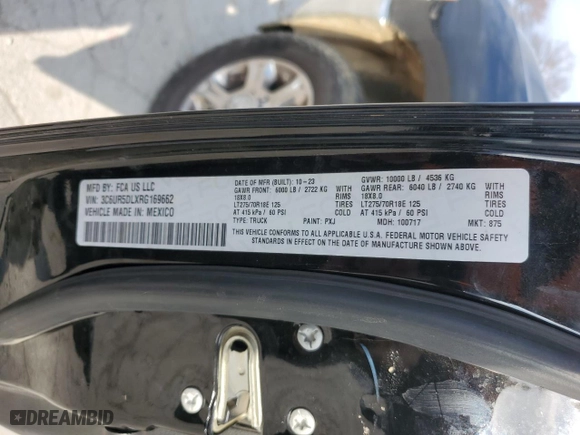 MFD BY: FCA US LLC
VIN: 3C6UR5DLXRG169662
VEHICLE MADE IN: MEXICO
DATE OF MFR (BUILT): 10-23
GVWR: 10000 LB / 4536 KG
GAWR FRONT: 6000 LB / 2722 KG WITH
GAWR REAR: 6040 LB / 2740 KG WITH
18X8.0 RIMS
18X8.0 RIMS
LT275/70R18E 125 TIRES
LT275/70R18E 125 TIRES
AT 415 kPa / 60 PSI COLD
AT 415 kPa / 60 PSI COLD
TYPE: TRUCK PAINT: PXJ MDH: 100717 MKT: 875
THIS VEHICLE CONFORMS TO ALL APPLICABLE U.S.A. FEDERAL MOTOR VEHICLE SAFETY
STANDARDS IN EFFECT ON THE DATE OF MANUFACTURE SHOWN ABOVE.
DREAMBID